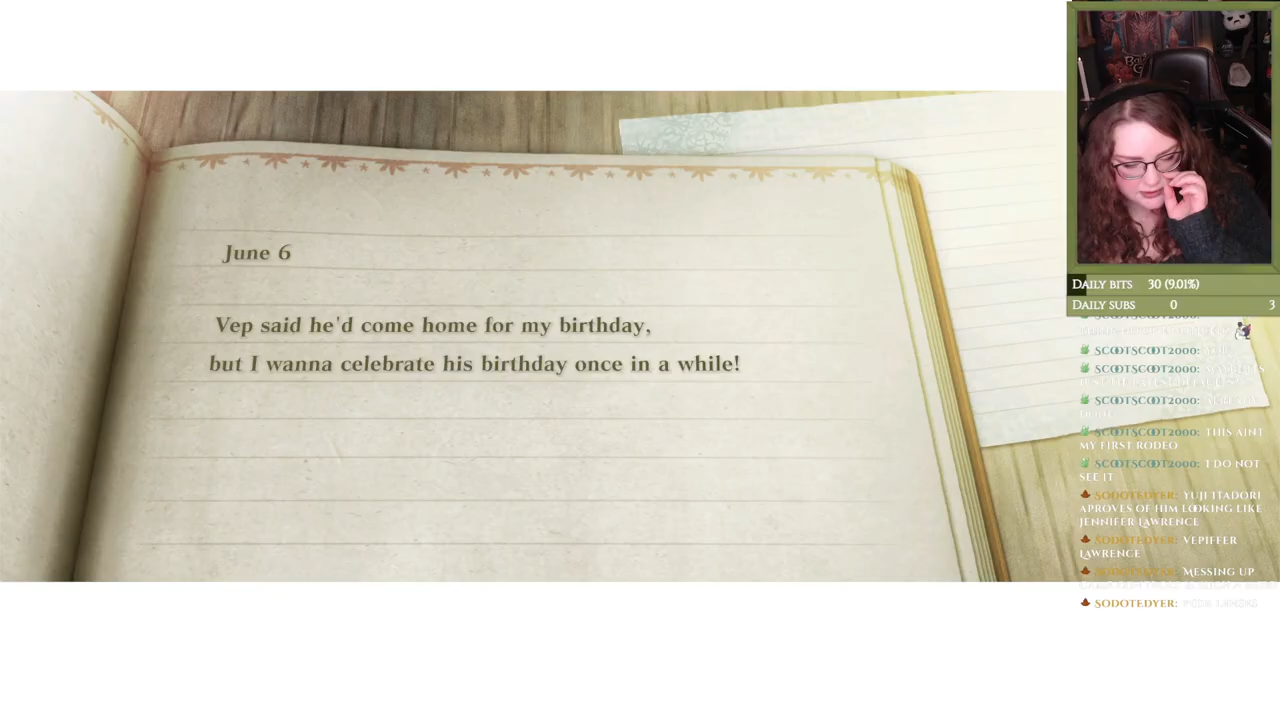 June 6
Vep said he'd come home for my birthday,
but I wanna celebrate his birthday once in a while!
DAILY BITS 30 (9.01%)
DAILY SUBS 0 3
SCOOTSCOOT2000:
SCOOTSCOOT2000:
SCOOTSCOOT2000:
SCOOTSCOOT2000: THIS AINT
MY FIRST RODEO
SCOOTSCOOT2000: I DO NOT
SEE IT
SODOTEDYER: YUJI ITADORI
APROVES OF HIM LOOKING LIKE
JENNIFER LAWRENCE
SODOTEDYER: VEPIFFER
LAWRENCE
SODOTEDYER: MESSING UP
SODOTEDYER: